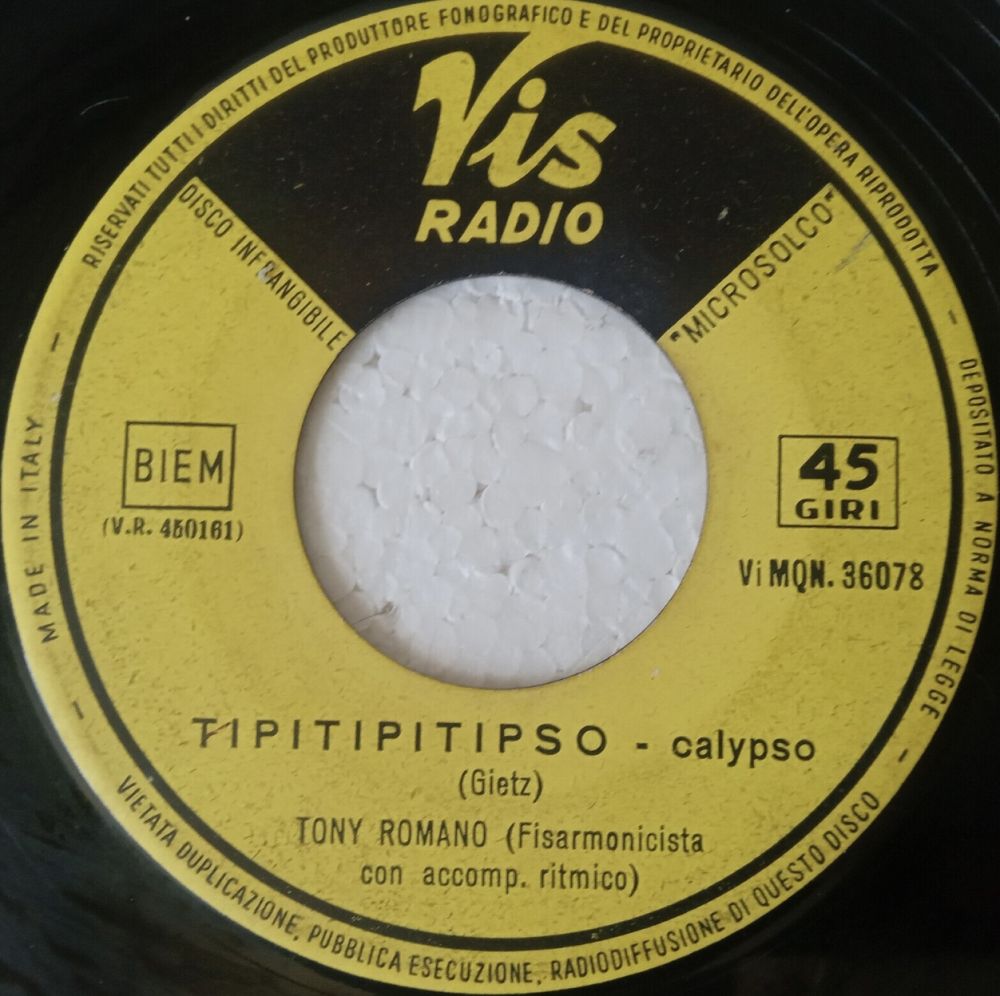 RISERVATI TUTTI I DIRITTI DEL PRODUTTORE FONOGRAFICO E DEL PROPRIETARIO DELL'OPERA RIPRODOTTA
Vis
RADIO
DISCO INFRANGIBILE
"MICROSOLCO"
MADE IN ITALY
BIEM
(V.R. 450161)
45
GIRI
Vi MQN. 36078
DEPOSITATO A NORMA DI LEGGE
TIPITIPITIPSO - calypso
(Gietz)
TONY ROMANO (Fisarmonicista
con accomp. ritmico)
VIETATA DUPLICAZIONE, PUBBLICA ESECUZIONE, RADIODIFFUSIONE DI QUESTO DISCO